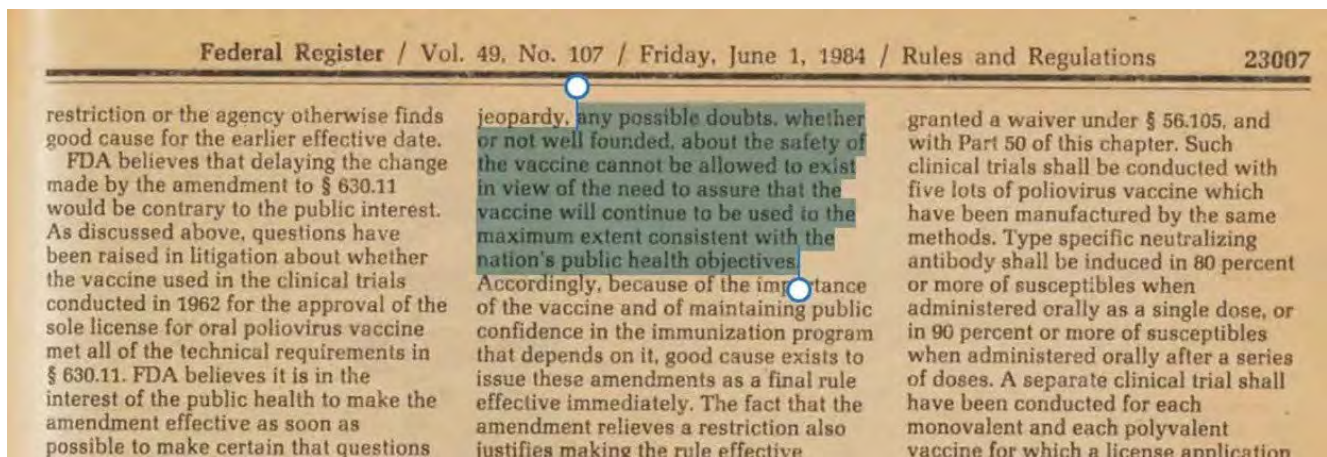 Federal Register / Vol. 49, No. 107 / Friday, June 1, 1984 / Rules and Regulations 23007
restriction or the agency otherwise finds
good cause for the earlier effective date.
FDA believes that delaying the change
made by the amendment to § 630.11
would be contrary to the public interest.
As discussed above, questions have
been raised in litigation about whether
the vaccine used in the clinical trials
conducted in 1962 for the approval of the
sole license for oral poliovirus vaccine
met all of the technical requirements in
§ 630.11. FDA believes it is in the
interest of the public health to make the
amendment effective as soon as
possible to make certain that questions
jeopardy, any possible doubts, whether
or not well founded, about the safety of
the vaccine cannot be allowed to exist
in view of the need to assure that the
vaccine will continue to be used to the
maximum extent consistent with the
nation's public health objectives.
Accordingly, because of the importance
of the vaccine and of maintaining public
confidence in the immunization program
that depends on it, good cause exists to
issue these amendments as a final rule
effective immediately. The fact that the
amendment relieves a restriction also
justifies making the rule effective
granted a waiver under § 56.105, and
with Part 50 of this chapter. Such
clinical trials shall be conducted with
five lots of poliovirus vaccine which
have been manufactured by the same
methods. Type specific neutralizing
antibody shall be induced in 80 percent
or more of susceptibles when
administered orally as a single dose, or
in 90 percent or more of susceptibles
when administered orally after a series
of doses. A separate clinical trial shall
have been conducted for each
monovalent and each polyvalent
vaccine for which a license application